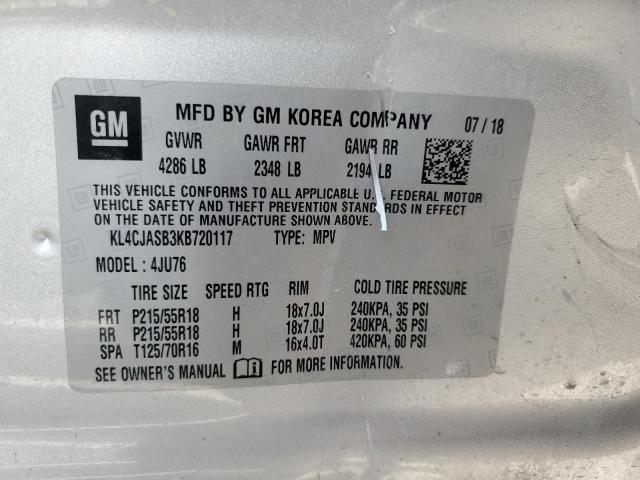 GM
MFD BY GM KOREA COMPANY 07 / 18
GVWR GAWR FRT GAWR RR
4286 LB 2348 LB 2194 LB
THIS VEHICLE CONFORMS TO ALL APPLICABLE U.S. FEDERAL MOTOR
VEHICLE SAFETY AND THEFT PREVENTION STANDARDS IN EFFECT
ON THE DATE OF MANUFACTURE SHOWN ABOVE.
KL4CJASB3KB720117 TYPE: MPV
MODEL : 4JU76
TIRE SIZE SPEED RTG RIM COLD TIRE PRESSURE
FRT P215/55R18 H 18x7.0J 240KPA, 35 PSI
RR P215/55R18 H 18x7.0J 240KPA, 35 PSI
SPA T125/70R16 M 16x4.0T 420KPA, 60 PSI
SEE OWNER'S MANUAL FOR MORE INFORMATION.